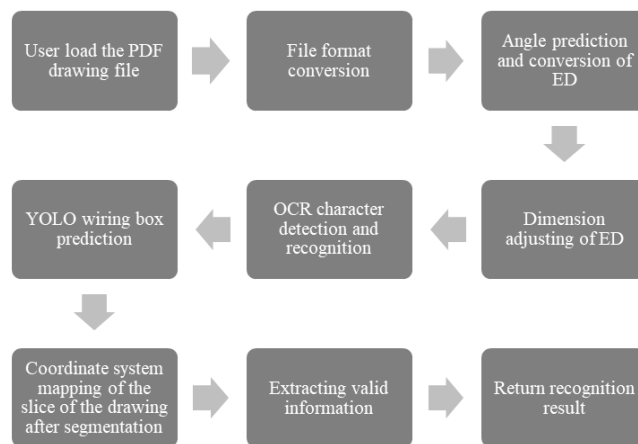 User load the PDF
drawing file
File format
conversion
Angle prediction
and conversion of
ED
Dimension
adjusting of ED
OCR character
detection and
recognition
YOLO wiring box
prediction
Coordinate system
mapping of the
slice of the drawing
after segmentation
Extracting valid
information
Return recognition
result